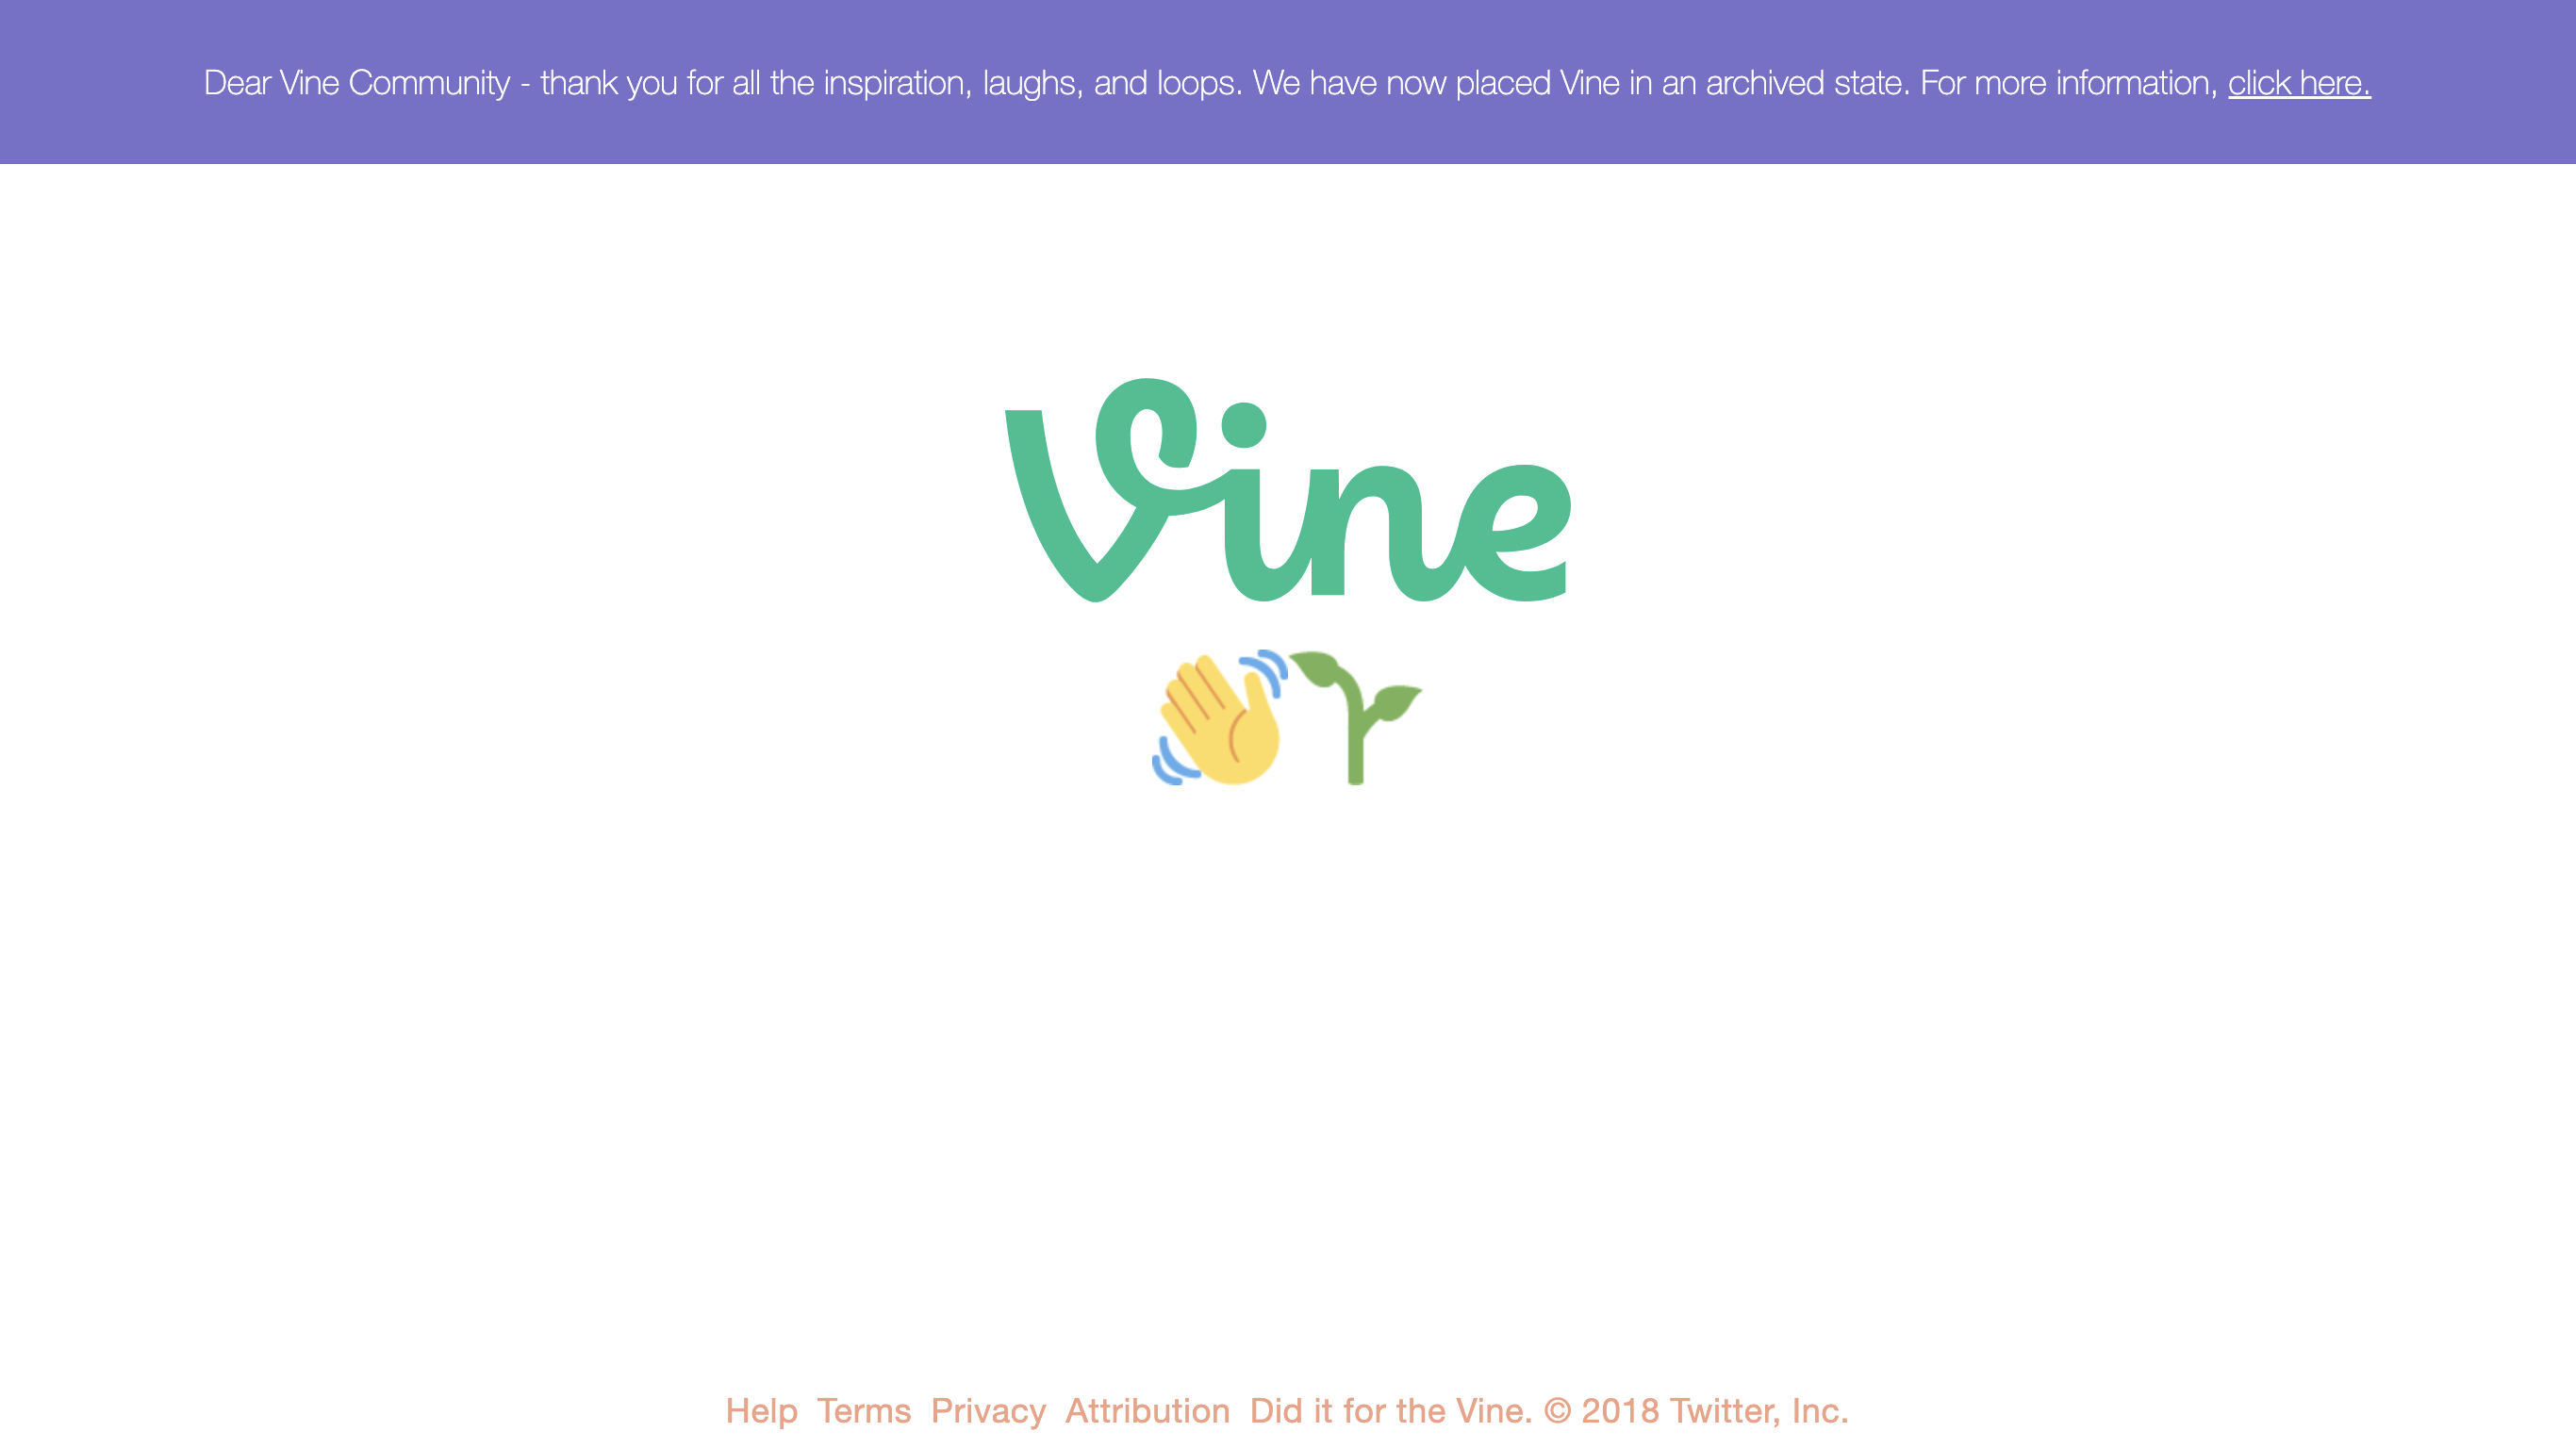 Dear Vine Community - thank you for all the inspiration, laughs, and loops. We have now placed Vine in an archived state. For more information, click here.
Vine
Help Terms Privacy Attribution Did it for the Vine. © 2018 Twitter, Inc.